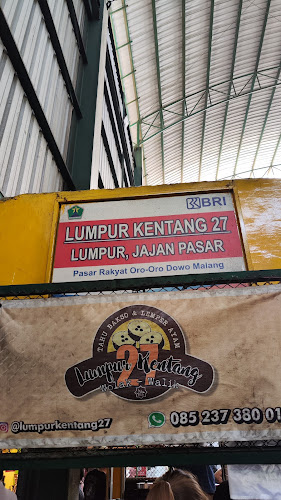 BRI
LUMPUR KENTANG 27
LUMPUR, JAJAN PASAR
Pasar Rakyat Oro-Oro Dowo Malang
TAHU BAKSO & LEMPER AYAM
27
Lumpur Kentang
@lumpurkentang27
085 237 380 01